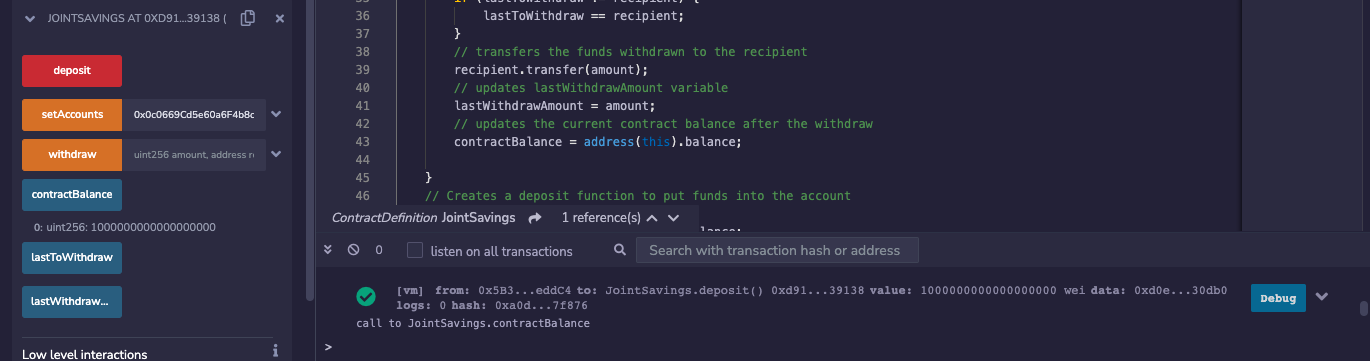 JOINTSAVINGS AT 0XD91...39138 (
deposit
setAccounts 0x0c0669Cd5e60a6F4b8c
withdraw uint256 amount, address r
contractBalance
0: uint256: 1000000000000000000
lastToWithdraw
lastWithdraw...
Low level interactions
36 lastToWithdraw == recipient;
37 }
38 // transfers the funds withdrawn to the recipient
39 recipient.transfer(amount);
40 // updates lastWithdrawAmount variable
41 lastWithdrawAmount = amount;
42 // updates the current contract balance after the withdraw
43 contractBalance = address(this).balance;
44
45 }
46 // Creates a deposit function to put funds into the account
ContractDefinition JointSavings 1 reference(s)
0 listen on all transactions Search with transaction hash or address
[vm] from: 0x5B3...eddC4 to: JointSavings.deposit() 0xd91...39138 value: 1000000000000000000 wei data: 0xd0e...30db0
logs: 0 hash: 0xa0d...7f876
Debug
call to JointSavings.contractBalance
>